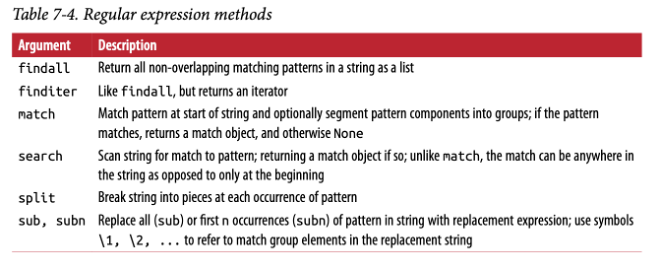 Table 7-4. Regular expression methods
Argument Description
findall Return all non-overlapping matching patterns in a string as a list
finditer Like findall, but returns an iterator
match Match pattern at start of string and optionally segment pattern components into groups; if the pattern
matches, returns a match object, and otherwise None
search Scan string for match to pattern; returning a match object if so; unlike match, the match can be anywhere in
the string as opposed to only at the beginning
split Break string into pieces at each occurrence of pattern
sub, subn Replace all (sub) or first n occurrences (subn) of pattern in string with replacement expression; use symbols
\1, \2, ... to refer to match group elements in the replacement string